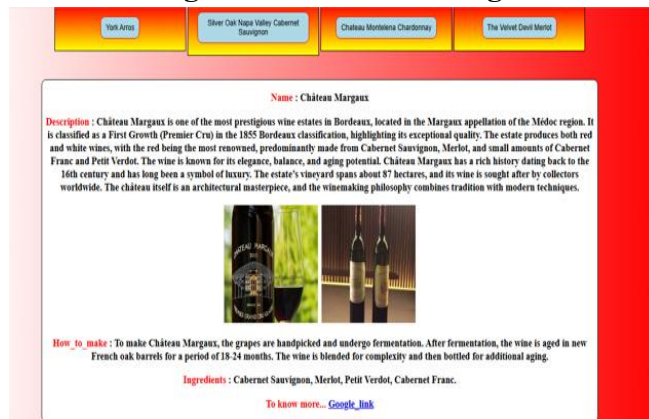 York Arros
Silver Oak Napa Valley Cabernet
Sauvignon
Chateau Montelena Chardonnay
The Velvet Devil Merlot
Name : Château Margaux
Description : Château Margaux is one of the most prestigious wine estates in Bordeaux, located in the Margaux appellation of the Médoc region. It
is classified as a First Growth (Premier Cru) in the 1855 Bordeaux classification, highlighting its exceptional quality. The estate produces both red
and white wines, with the red being the most renowned, predominantly made from Cabernet Sauvignon, Merlot, and small amounts of Cabernet
Franc and Petit Verdot. The wine is known for its elegance, balance, and aging potential. Château Margaux has a rich history dating back to the
16th century and has long been a symbol of luxury. The estate's vineyard spans about 87 hectares, and its wine is sought after by collectors
worldwide. The château itself is an architectural masterpiece, and the winemaking philosophy combines tradition with modern techniques.
CHATEAU MARGAUX
How_to_make : To make Château Margaux, the grapes are handpicked and undergo fermentation. After fermentation, the wine is aged in new
French oak barrels for a period of 18-24 months. The wine is blended for complexity and then bottled for additional aging.
Ingredients : Cabernet Sauvignon, Merlot, Petit Verdot, Cabernet Franc.
To know more... Google_link